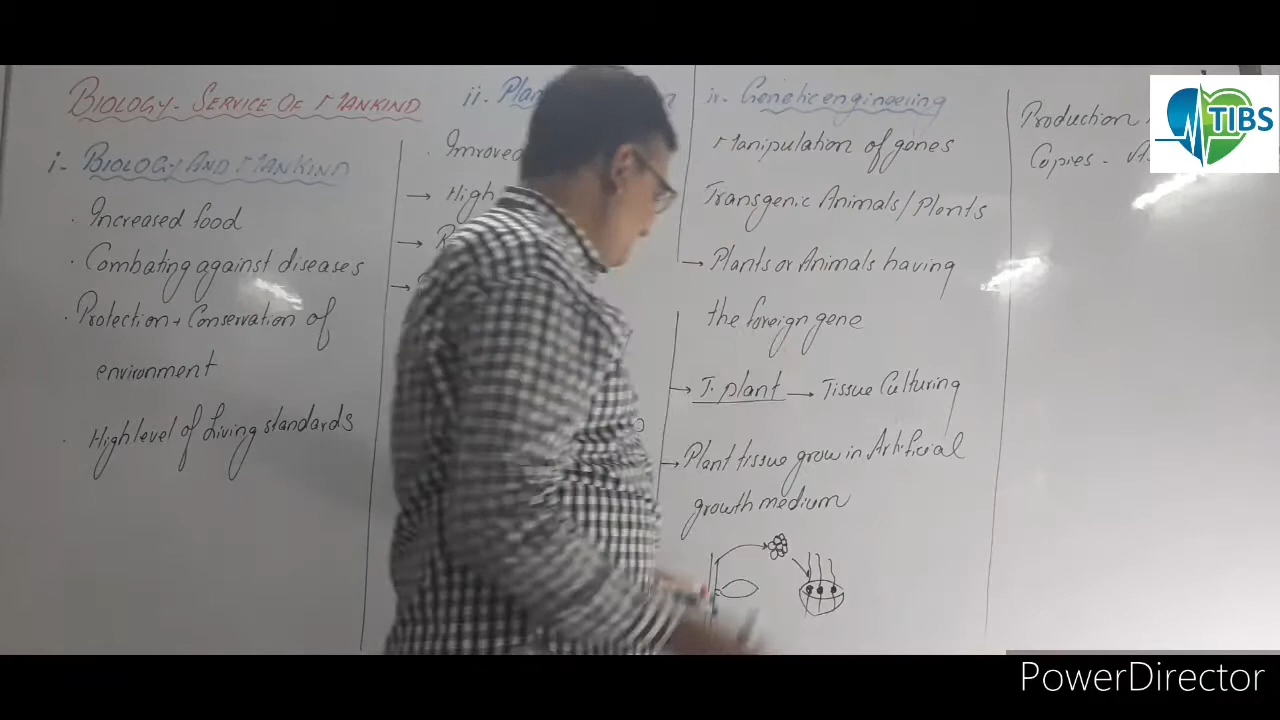 BIOLOGY- SERVICE OF MANKIND
i- BIOLOGY AND MANKIND
· Increased food
· Combating against diseases
· Protection + Conservation of
environment
· High level of living standards
ii-
· Imroved
→ High
→
→
iv- Genetic engineering
Manipulation of genes
Transgenic Animals/Plants
→ Plants or Animals having
the foreign gene
→ T. plant → Tissue Culturing
→ Plant tissue grow in Artificial
growth medium
Production
Copies -
TIBS
PowerDirector